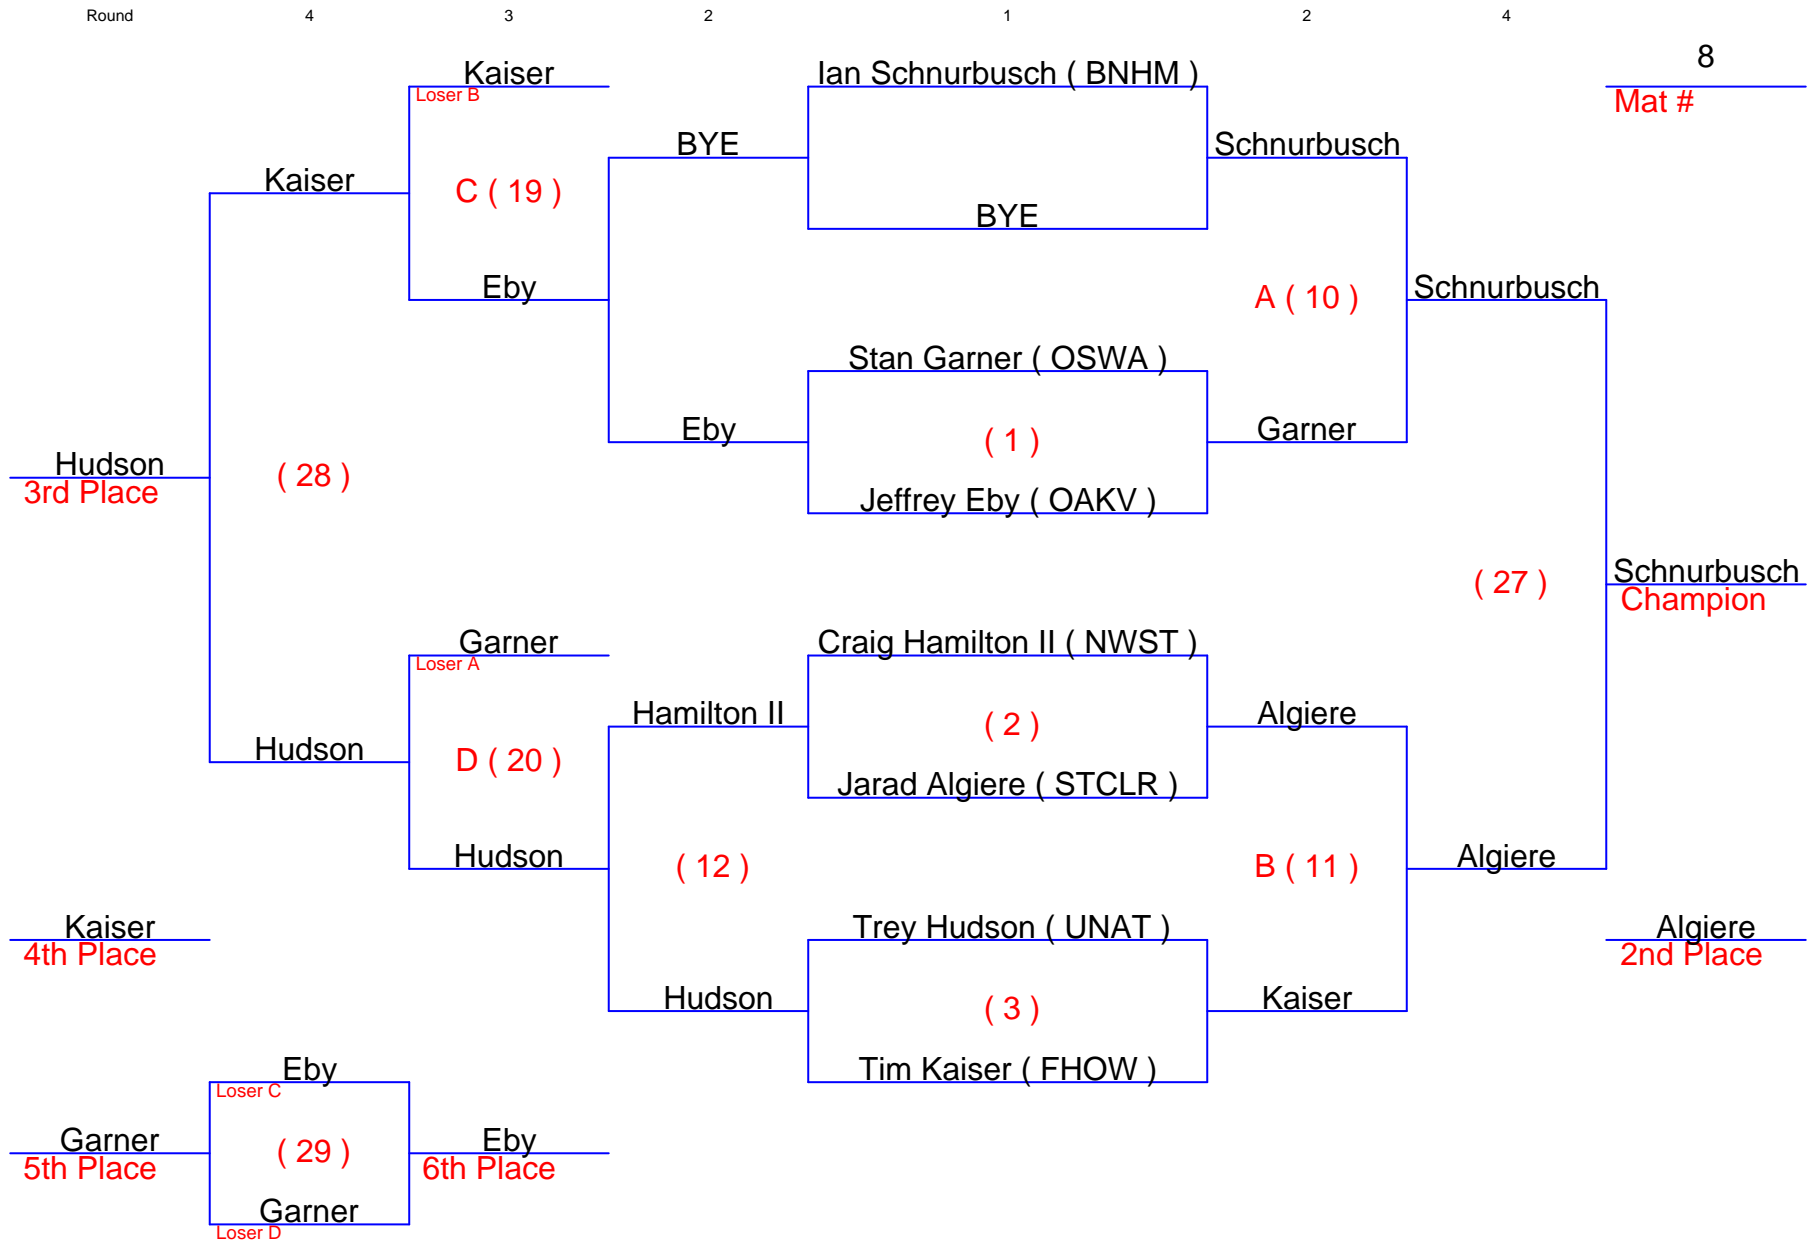 Round 4 3 2 1 2 4
8
Mat #
Kaiser
Loser B
Ian Schnurbusch ( BNHM )
BYE
Schnurbusch
Kaiser
C ( 19 )
BYE
Eby
A ( 10 )
Schnurbusch
Stan Garner ( OSWA )
Eby
( 1 )
Garner
Hudson
3rd Place
( 28 )
Jeffrey Eby ( OAKV )
( 27 )
Schnurbusch
Champion
Garner
Loser A
Craig Hamilton II ( NWST )
Hamilton II
( 2 )
Algiere
Hudson
D ( 20 )
Jarad Algiere ( STCLR )
Hudson
( 12 )
B ( 11 )
Algiere
Kaiser
4th Place
Trey Hudson ( UNAT )
Algiere
2nd Place
Hudson
( 3 )
Kaiser
Eby
Loser C
Tim Kaiser ( FHOW )
Garner
5th Place
( 29 )
Eby
6th Place
Garner
Loser D